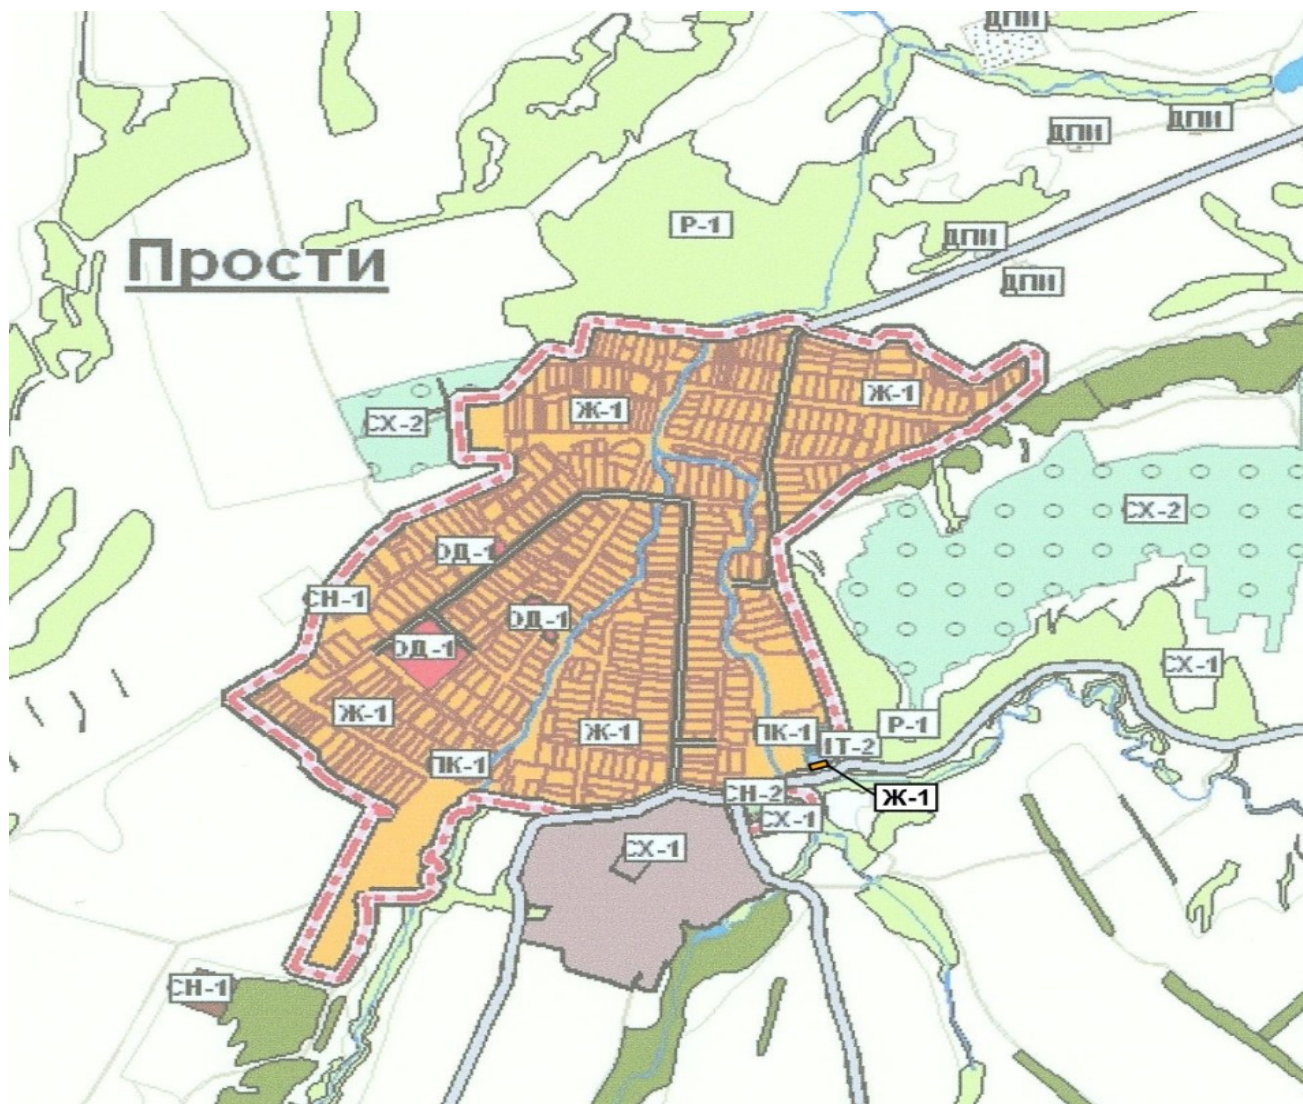 ДПИ
ДПИ
ДПИ
Р-1
ДПИ
Прости
ДПИ
Ж-1
Ж-1
СХ-2
СХ-2
ОД-1
СН-1
ОД-1
ОД-1
СХ-1
Ж-1
Р-1
Ж-1
ПК-1
ІТ-2
ПК-1
СН-2
Ж-1
СХ-1
СХ-1
СН-1